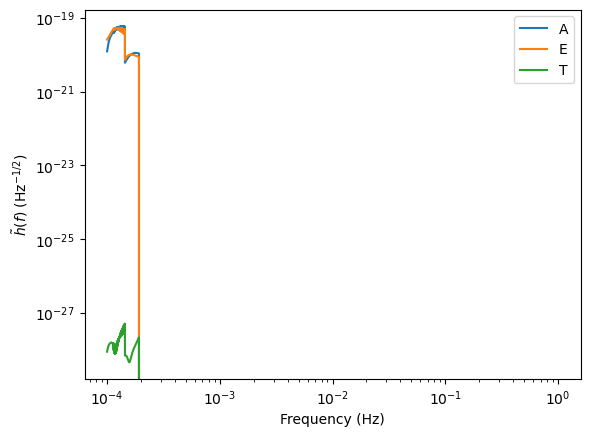 10⁻¹⁹
10⁻²¹
10⁻²³
10⁻²⁵
10⁻²⁷
h̃(f) (Hz⁻¹/²)
A
E
T
10⁻⁴
10⁻³
10⁻²
10⁻¹
10⁰
Frequency (Hz)